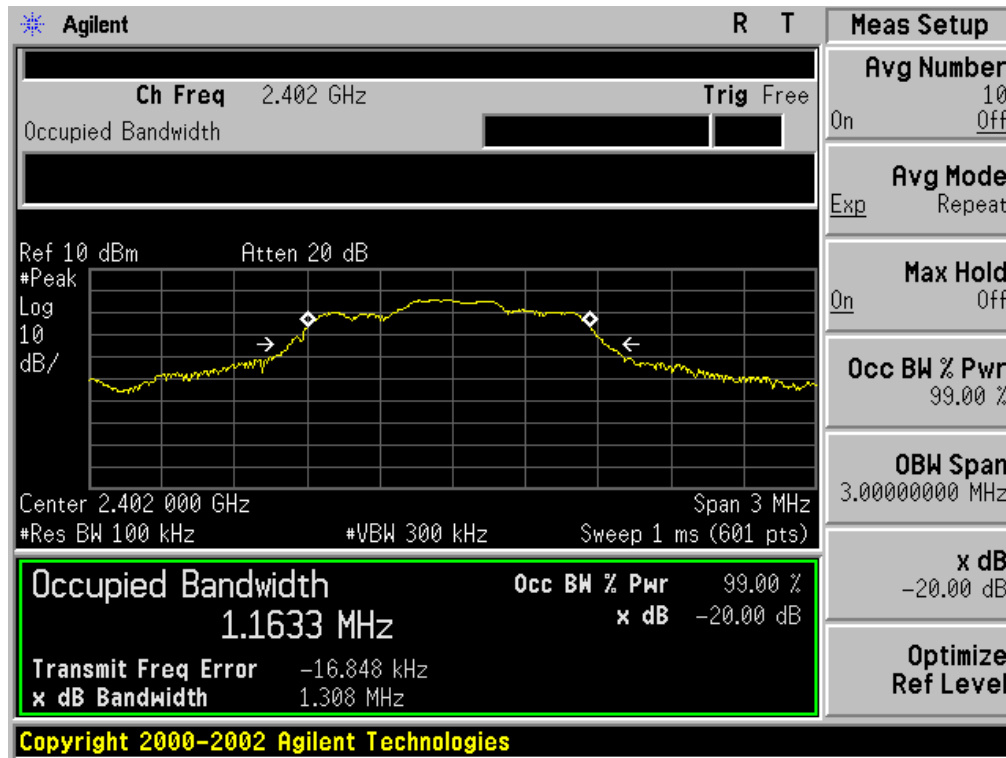 Agilent R T Meas Setup
Ch Freq 2.402 GHz Trig Free
Occupied Bandwidth
Ref 10 dBm Atten 20 dB
#Peak
Log
10
dB/
Center 2.402 000 GHz Span 3 MHz
#Res BW 100 kHz #VBW 300 kHz Sweep 1 ms (601 pts)
Occupied Bandwidth Occ BW % Pwr 99.00 %
1.1633 MHz x dB -20.00 dB
Transmit Freq Error -16.848 kHz
x dB Bandwidth 1.308 MHz
Copyright 2000-2002 Agilent Technologies
Avg Number
10
On Off
Avg Mode
Exp Repeat
Max Hold
On Off
Occ BW % Pwr
99.00 %
OBW Span
3.00000000 MHz
x dB
-20.00 dB
Optimize
Ref Level